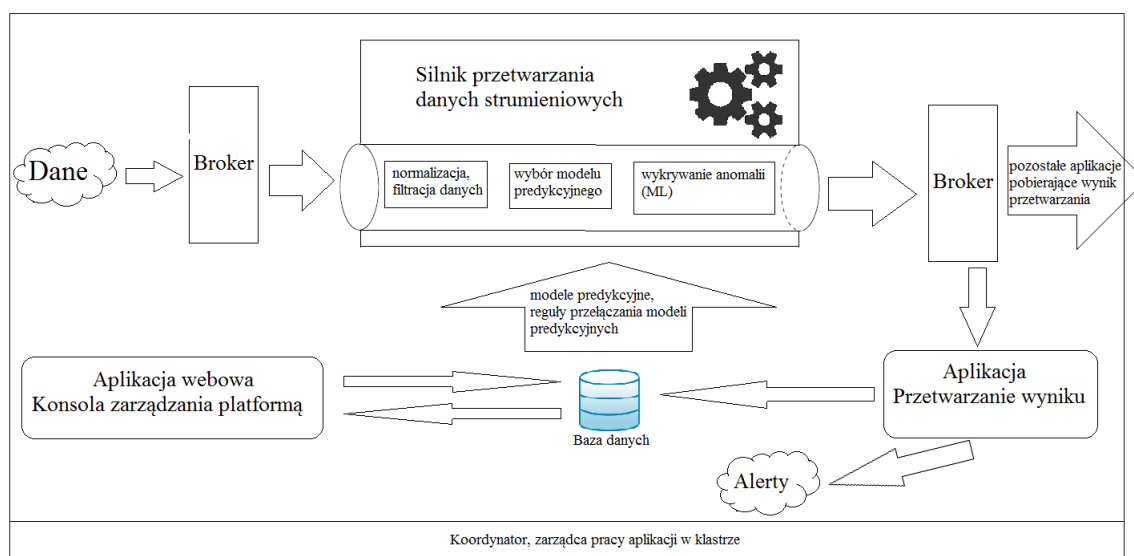 Silnik przetwarzania
danych strumieniowych
Dane
Broker
normalizacja,
filtracja danych
wybór modelu
predykcyjnego
wykrywanie anomalii
(ML)
Broker
pozostałe aplikacje
pobierające wynik
przetwarzania
modele predykcyjne,
reguły przełączania modeli
predykcyjnych
Aplikacja webowa
Konsola zarządzania platformą
Baza danych
Aplikacja
Przetwarzanie wyniku
Alerty
Koordynator, zarządca pracy aplikacji w klastrze